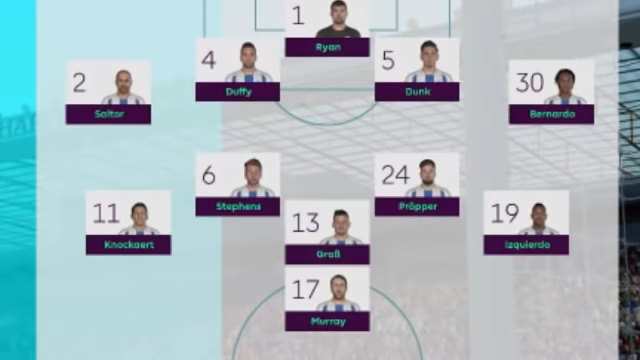 1
Ryan
4
Duffy
5
Dunk
2
Saltor
30
Bernardo
6
Stephens
24
Pröpper
11
Knockaert
13
Groß
19
Izquierdo
17
Murray